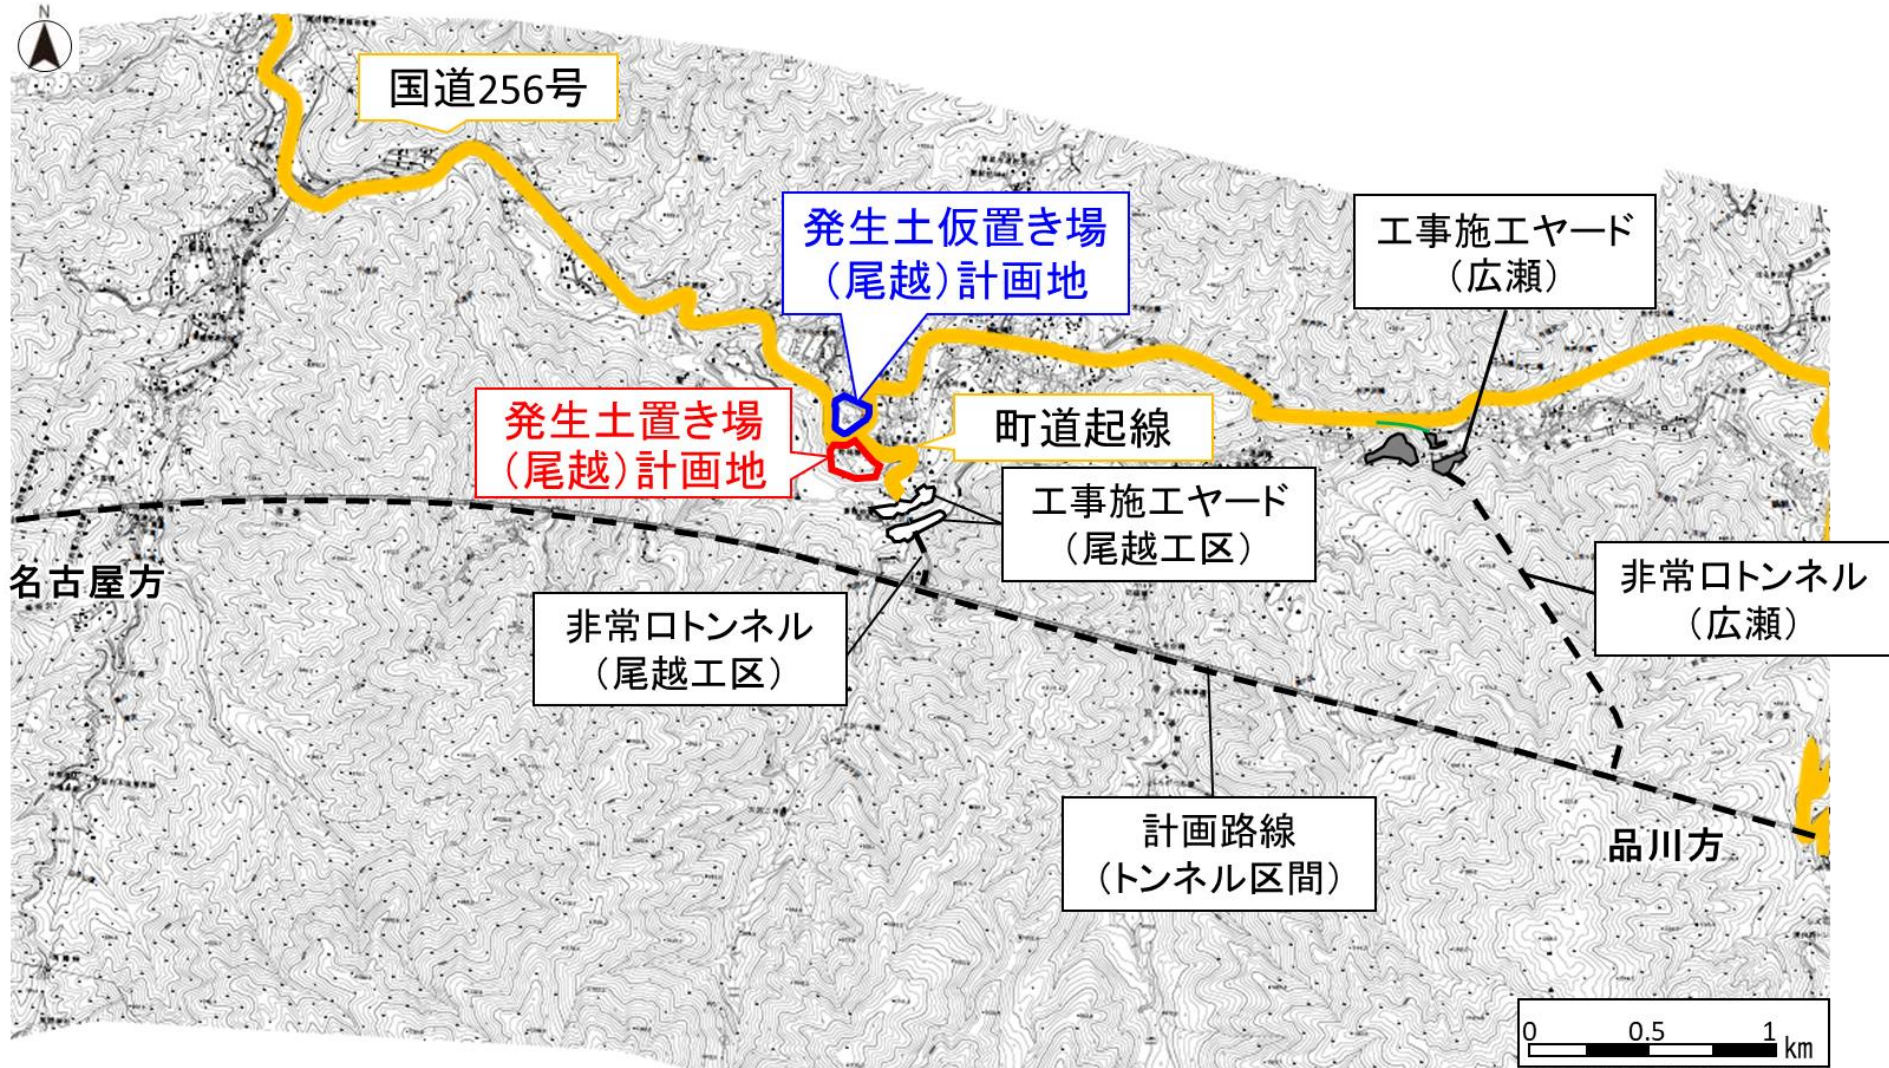 N
国道256号
発生土仮置き場
（尾越）計画地
工事施工ヤード
（広瀬）
発生土置き場
（尾越）計画地
町道起線
工事施工ヤード
（尾越工区）
名古屋方
非常口トンネル
（尾越工区）
非常口トンネル
（広瀬）
計画路線
（トンネル区間）
品川方
0 0.5 1 km